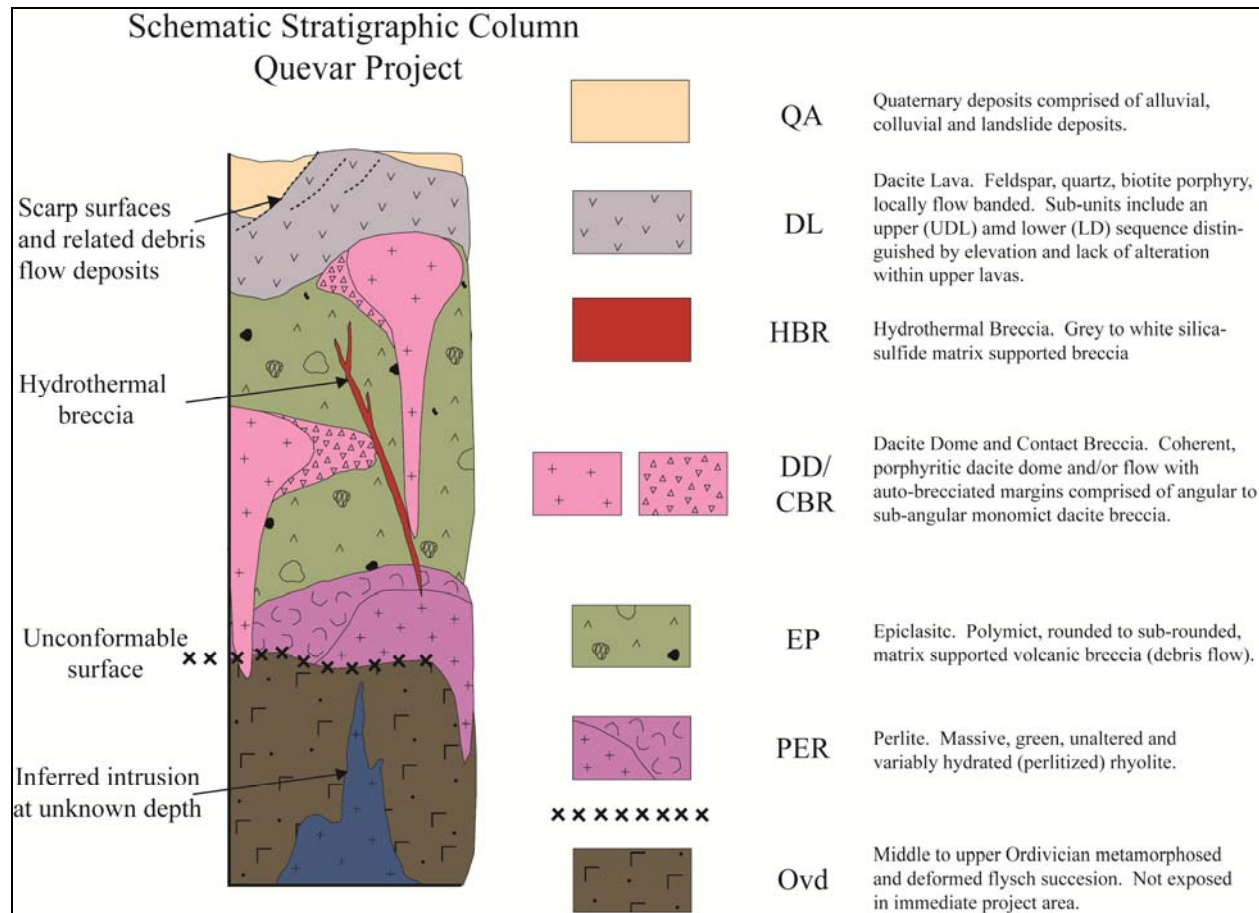 Schematic Stratigraphic Column
Quevar Project
Scarp surfaces
and related debris
flow deposits
Hydrothermal
breccia
Unconformable
surface
Inferred intrusion
at unknown depth
QA
Quaternary deposits comprised of alluvial,
colluvial and landslide deposits.
DL
Dacite Lava. Feldspar, quartz, biotite porphyry,
locally flow banded. Sub-units include an
upper (UDL) amd lower (LD) sequence distin-
guished by elevation and lack of alteration
within upper lavas.
HBR
Hydrothermal Breccia. Grey to white silica-
sulfide matrix supported breccia
DD/
CBR
Dacite Dome and Contact Breccia. Coherent,
porphyritic dacite dome and/or flow with
auto-brecciated margins comprised of angular to
sub-angular monomict dacite breccia.
EP
Epiclasitc. Polymict, rounded to sub-rounded,
matrix supported volcanic breccia (debris flow).
PER
Perlite. Massive, green, unaltered and
variably hydrated (perlitized) rhyolite.
Ovd
Middle to upper Ordivician metamorphosed
and deformed flysch succesion. Not exposed
in immediate project area.